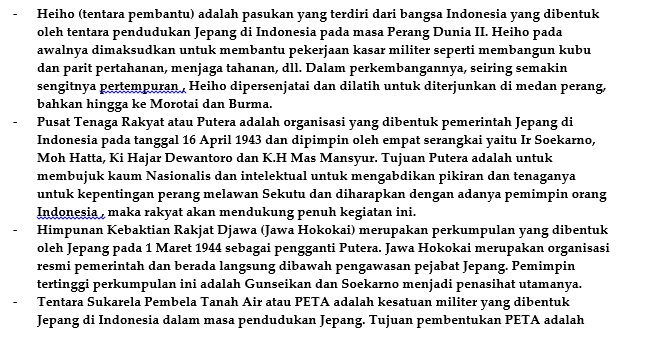 - Heiho (tentara pembantu) adalah pasukan yang terdiri dari bangsa Indonesia yang dibentuk
oleh tentara pendudukan Jepang di Indonesia pada masa Perang Dunia II. Heiho pada
awalnya dimaksudkan untuk membantu pekerjaan kasar militer seperti membangun kubu
dan parit pertahanan, menjaga tahanan, dll. Dalam perkembangannya, seiring semakin
sengitnya pertempuran , Heiho dipersenjatai dan dilatih untuk diterjunkan di medan perang,
bahkan hingga ke Morotai dan Burma.
- Pusat Tenaga Rakyat atau Putera adalah organisasi yang dibentuk pemerintah Jepang di
Indonesia pada tanggal 16 April 1943 dan dipimpin oleh empat serangkai yaitu Ir Soekarno,
Moh Hatta, Ki Hajar Dewantoro dan K.H Mas Mansyur. Tujuan Putera adalah untuk
membujuk kaum Nasionalis dan intelektual untuk mengabdikan pikiran dan tenaganya
untuk kepentingan perang melawan Sekutu dan diharapkan dengan adanya pemimpin orang
Indonesia , maka rakyat akan mendukung penuh kegiatan ini.
- Himpunan Kebaktian Rakjat Djawa (Jawa Hokokai) merupakan perkumpulan yang dibentuk
oleh Jepang pada 1 Maret 1944 sebagai pengganti Putera. Jawa Hokokai merupakan organisasi
resmi pemerintah dan berada langsung dibawah pengawasan pejabat Jepang. Pemimpin
tertinggi perkumpulan ini adalah Gunseikan dan Soekarno menjadi penasihat utamanya.
- Tentara Sukarela Pembela Tanah Air atau PETA adalah kesatuan militer yang dibentuk
Jepang di Indonesia dalam masa pendudukan Jepang. Tujuan pembentukan PETA adalah